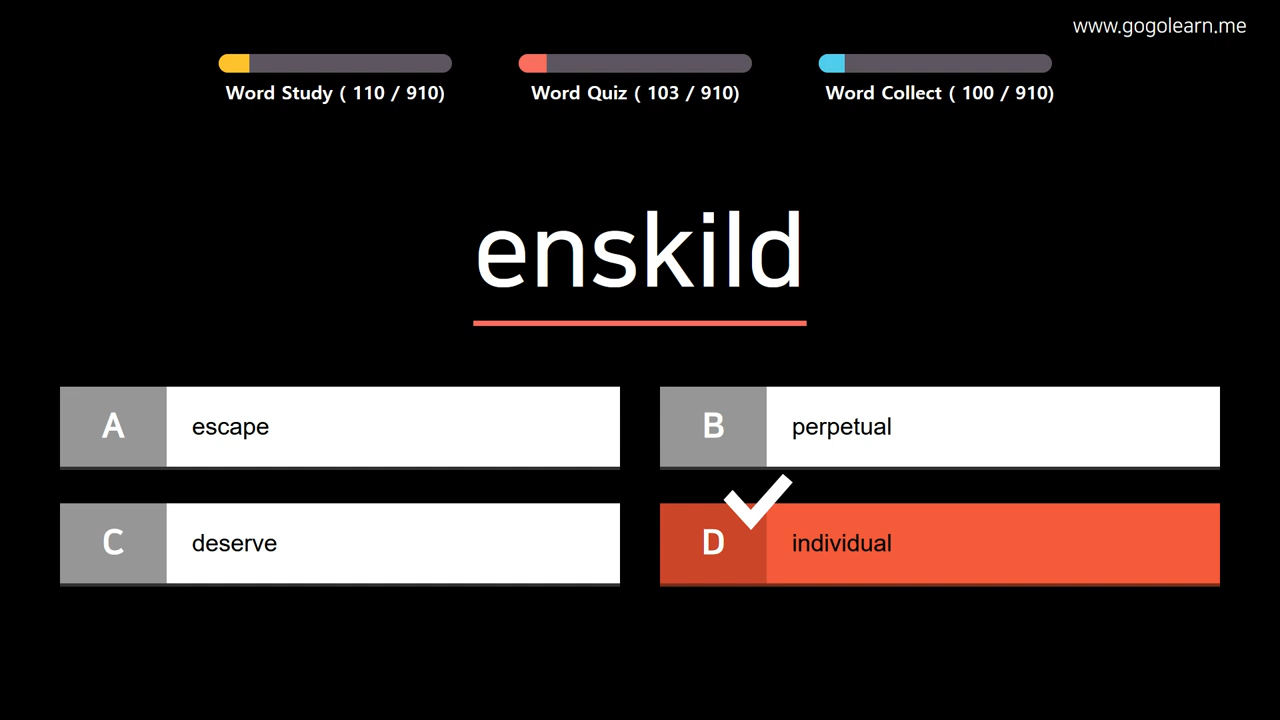 www.gogolearn.me
Word Study ( 110 / 910)
Word Quiz ( 103 / 910)
Word Collect ( 100 / 910)
enskild
A escape
B perpetual
C deserve
D individual